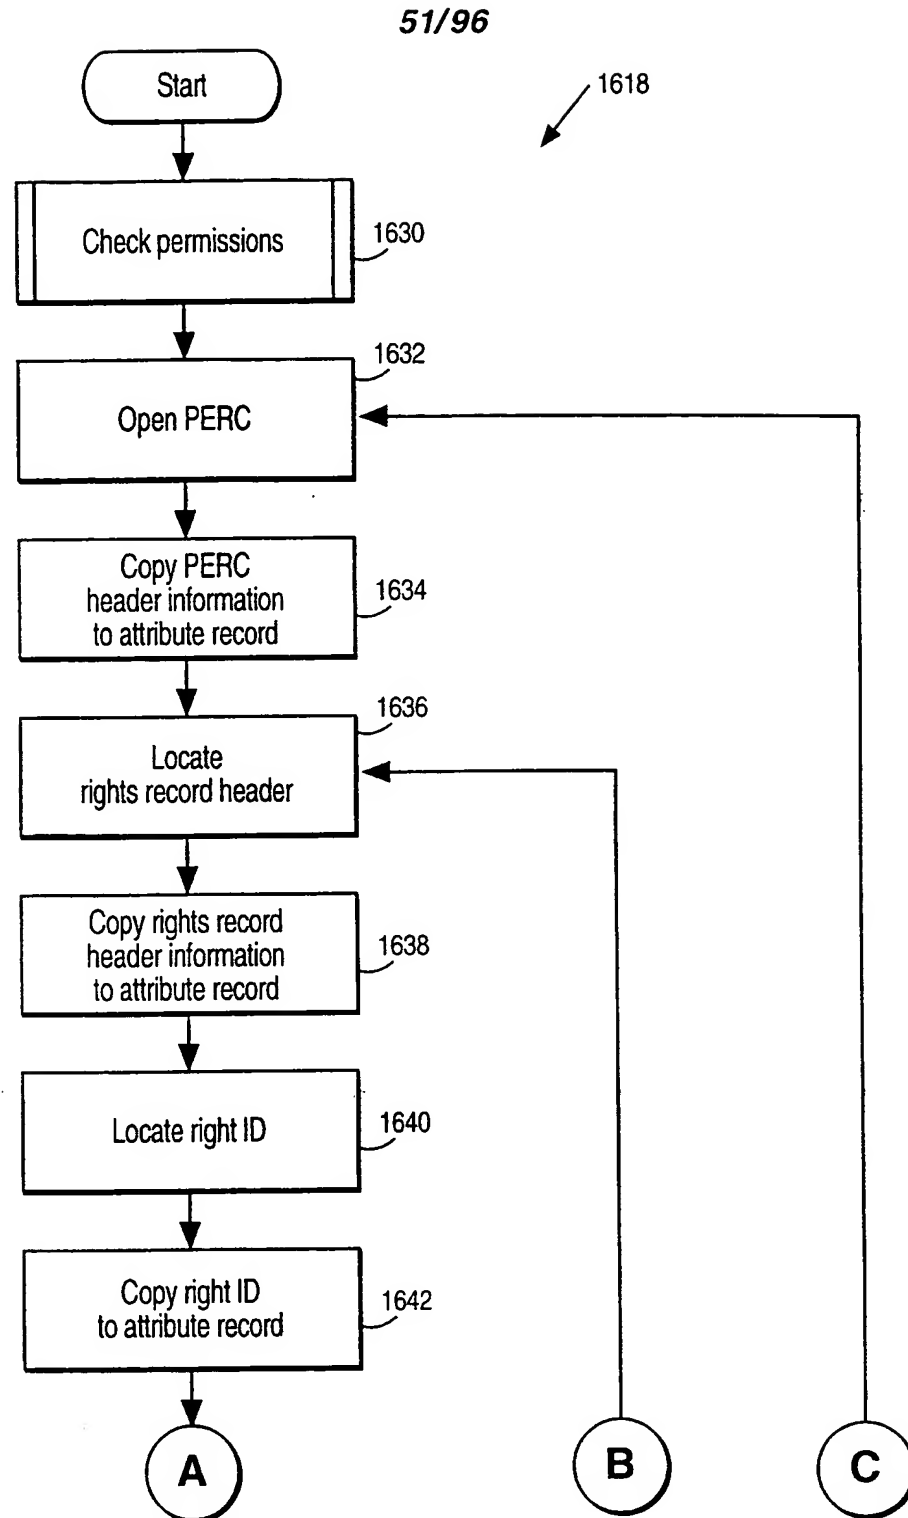 51/96
Start
1618
Check permissions
1630
1632
Open PERC
Copy PERC
header information
to attribute record
1634
1636
Locate
rights record header
Copy rights record
header information
to attribute record
1638
Locate right ID
1640
Copy right ID
to attribute record
1642
A
B
C